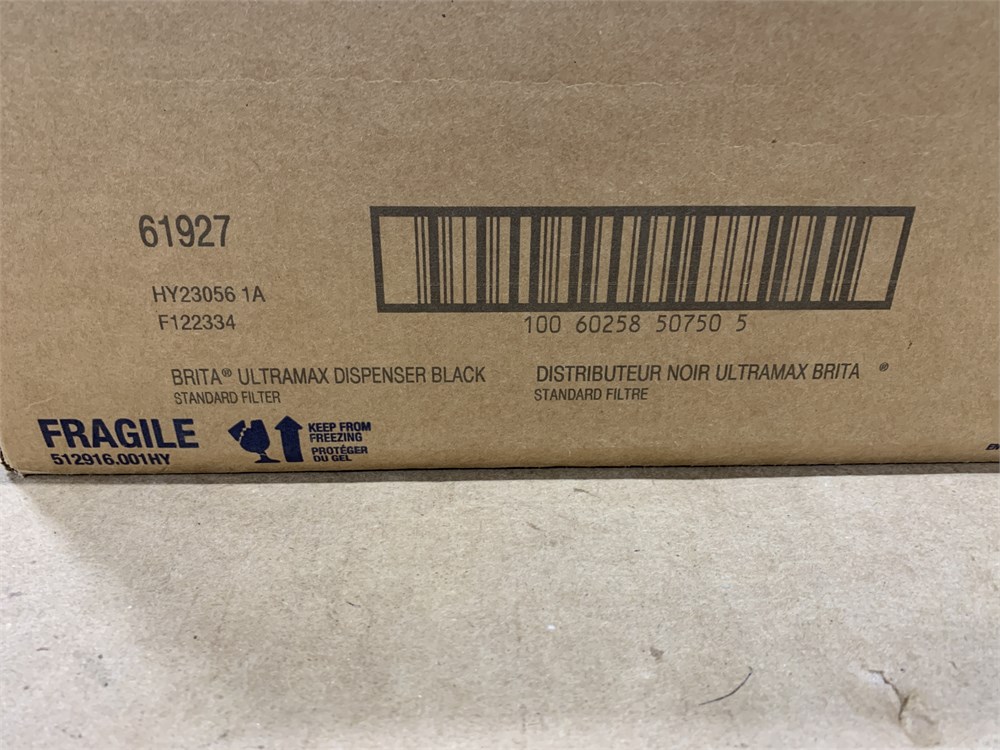 61927
HY23056 1A
F122334
100 60258 50750 5
BRITA® ULTRAMAX DISPENSER BLACK
STANDARD FILTER
DISTRIBUTEUR NOIR ULTRAMAX BRITA ®
STANDARD FILTRE
FRAGILE
512916.001HY
KEEP FROM
FREEZING
PROTÉGER
DU GEL